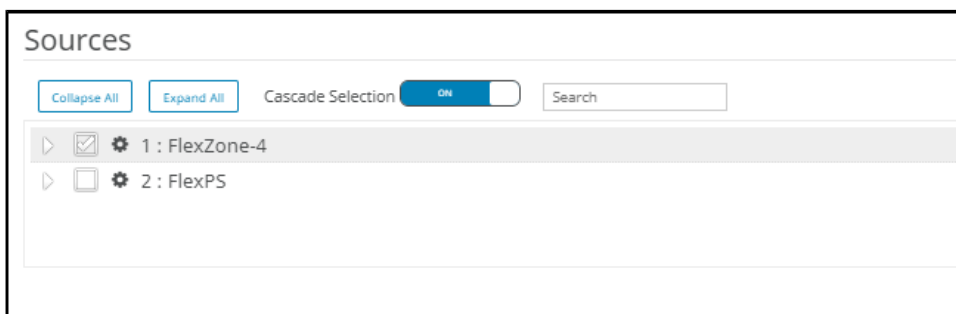 Sources
Collapse All Expand All Cascade Selection ON Search
1 : FlexZone-4
2 : FlexPS